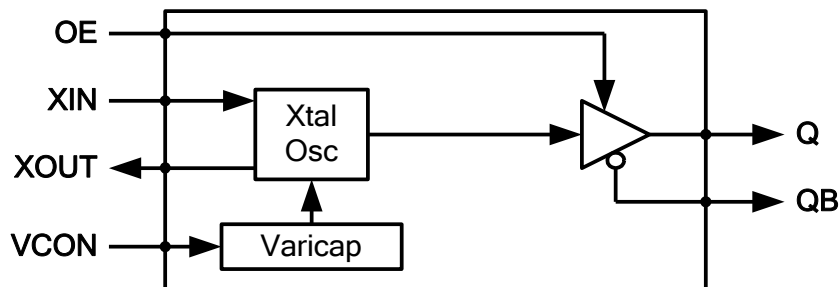 OE
XIN
Xtal
Osc
XOUT
Q
QB
VCON
Varicap